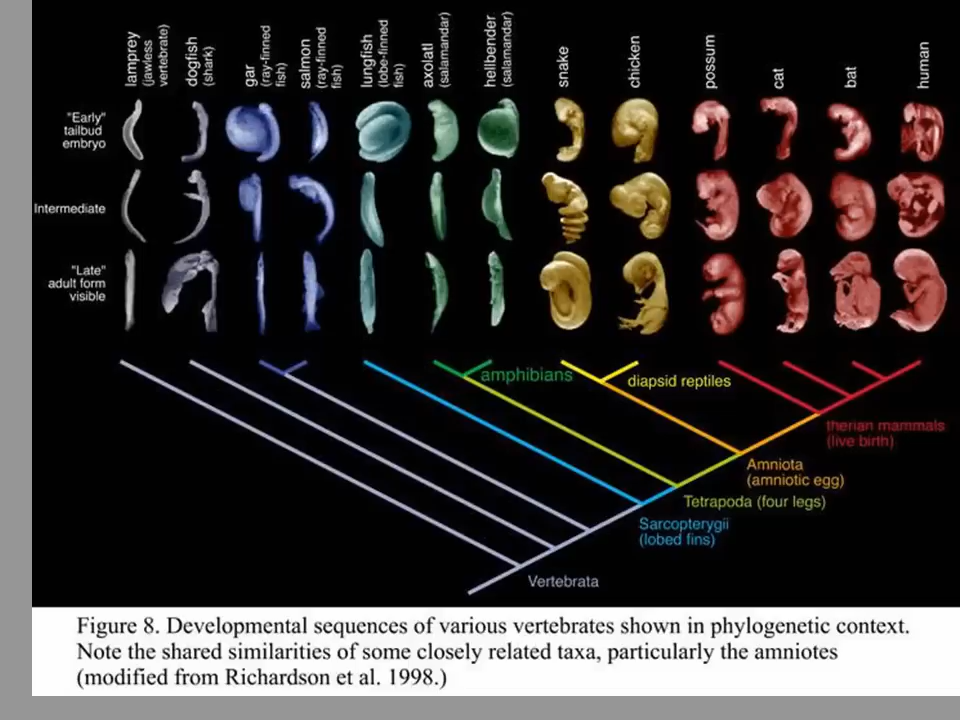 lamprey
(jawless
vertebrate)
dogfish
(shark)
gar
(ray-finned
fish)
salmon
(ray-finned
fish)
lungfish
(lobe-finned
fish)
axolatl
(salamandar)
hellbender
(salamandar)
snake
chicken
possum
cat
bat
human
"Early"
tailbud
embryo
Intermediate
"Late"
adult form
visible
amphibians
diapsid reptiles
therian mammals
(live birth)
Amniota
(amniotic egg)
Tetrapoda (four legs)
Sarcopterygii
(lobed fins)
Vertebrata
Figure 8. Developmental sequences of various vertebrates shown in phylogenetic context.
Note the shared similarities of some closely related taxa, particularly the amniotes
(modified from Richardson et al. 1998.)